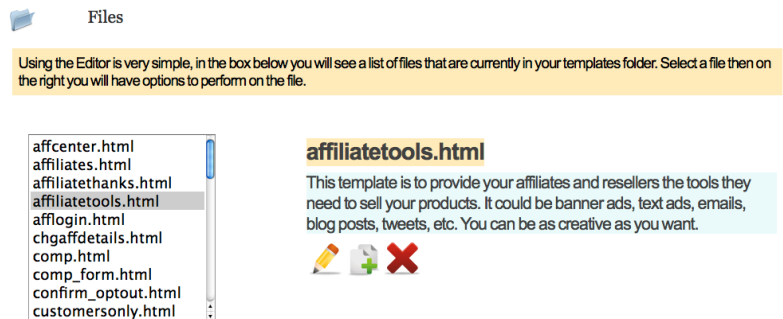 Files
Using the Editor is very simple, in the box below you will see a list of files that are currently in your templates folder. Select a file then on
the right you will have options to perform on the file.
affcenter.html
affiliates.html
affiliatethanks.html
affiliatetools.html
afflogin.html
chgaffdetails.html
comp.html
comp_form.html
confirm_optout.html
customersonly.html
affiliatetools.html
This template is to provide your affiliates and resellers the tools they
need to sell your products. It could be banner ads, text ads, emails,
blog posts, tweets, etc. You can be as creative as you want.